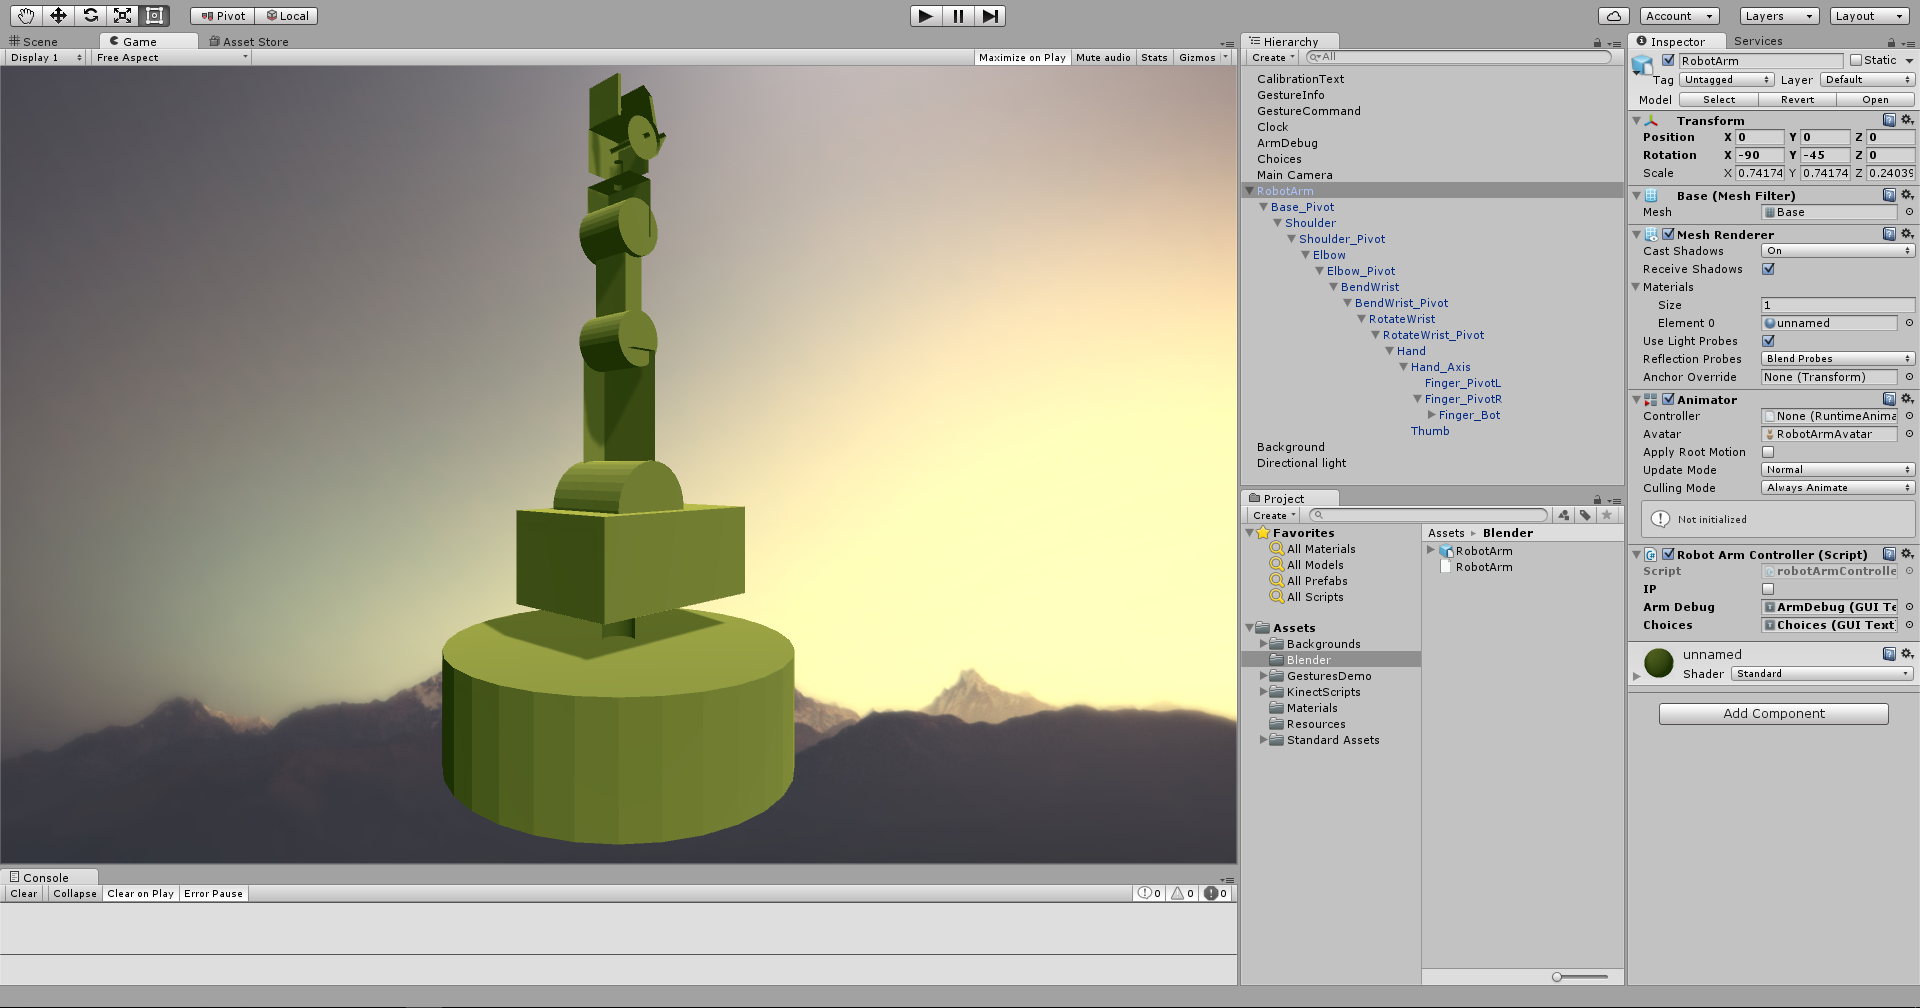 Pivot Local
Account Layers Layout
Scene Game Asset Store
Display 1 Free Aspect Maximize on Play Mute audio Stats Gizmos
Hierarchy
Create All
CalibrationText
GestureInfo
GestureCommand
Clock
ArmDebug
Choices
Main Camera
RobotArm
Base_Pivot
Shoulder
Shoulder_Pivot
Elbow
Elbow_Pivot
BendWrist
BendWrist_Pivot
RotateWrist
RotateWrist_Pivot
Hand
Hand_Axis
Finger_PivotL
Finger_PivotR
Finger_Bot
Thumb
Background
Directional light
Project
Create
Favorites
All Materials
All Models
All Prefabs
All Scripts
Assets
Backgrounds
Blender
GesturesDemo
KinectScripts
Materials
Resources
Standard Assets
Assets Blender
RobotArm
RobotArm
Inspector Services
RobotArm Static
Tag Untagged Layer Default
Model Select Revert Open
Transform
Position X 0 Y 0 Z 0
Rotation X -90 Y -45 Z 0
Scale X 0.74174 Y 0.74174 Z 0.24039
Base (Mesh Filter)
Mesh Base
Mesh Renderer
Cast Shadows On
Receive Shadows
Materials
Size 1
Element 0 unnamed
Use Light Probes
Reflection Probes Blend Probes
Anchor Override None (Transform)
Animator
Controller None (RuntimeAnima
Avatar RobotArmAvatar
Apply Root Motion
Update Mode Normal
Culling Mode Always Animate
Not initialized
Robot Arm Controller (Script)
Script robotArmControlle
IP
Arm Debug ArmDebug (GUI Te
Choices Choices (GUI Text
unnamed
Shader Standard
Add Component
Console
Clear Collapse Clear on Play Error Pause 0 0 0